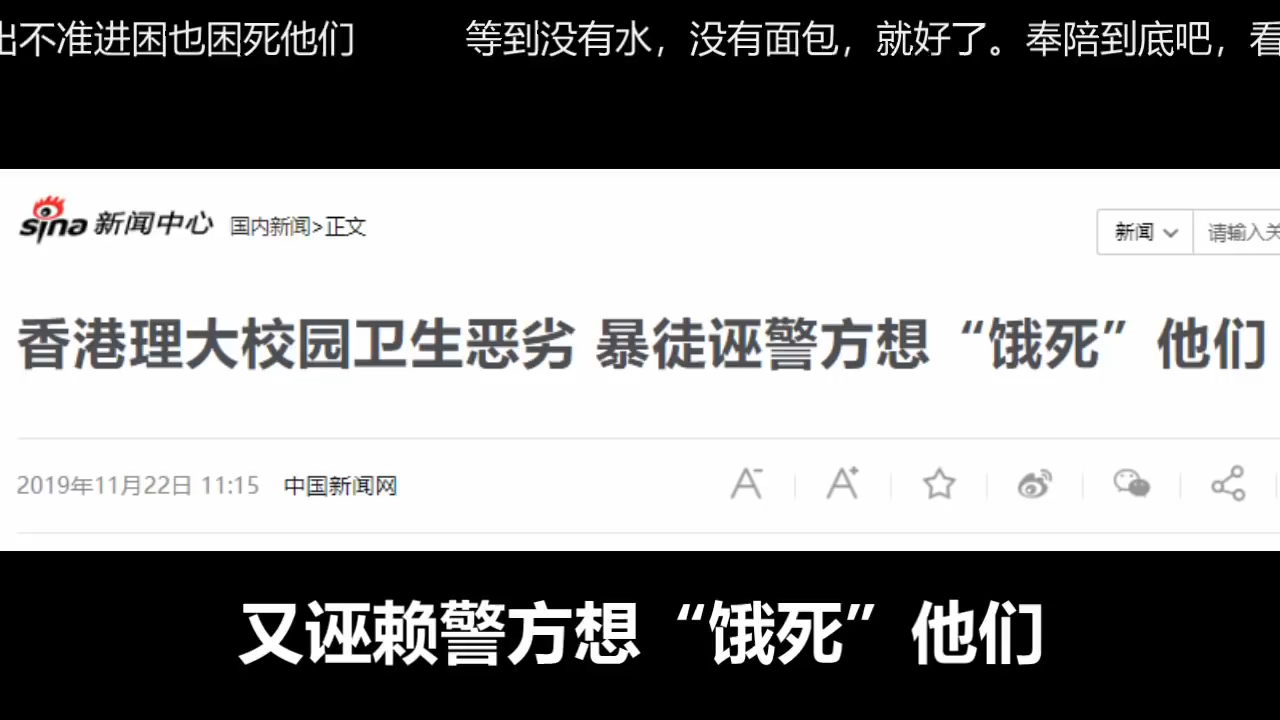 出不准进困也困死他们
等到没有水，没有面包，就好了。奉陪到底吧，看
sina 新闻中心 国内新闻>正文
新闻 请输入关
香港理大校园卫生恶劣 暴徒诬警方想“饿死”他们
2019年11月22日 11:15 中国新闻网
A- A+
又诬赖警方想“饿死”他们